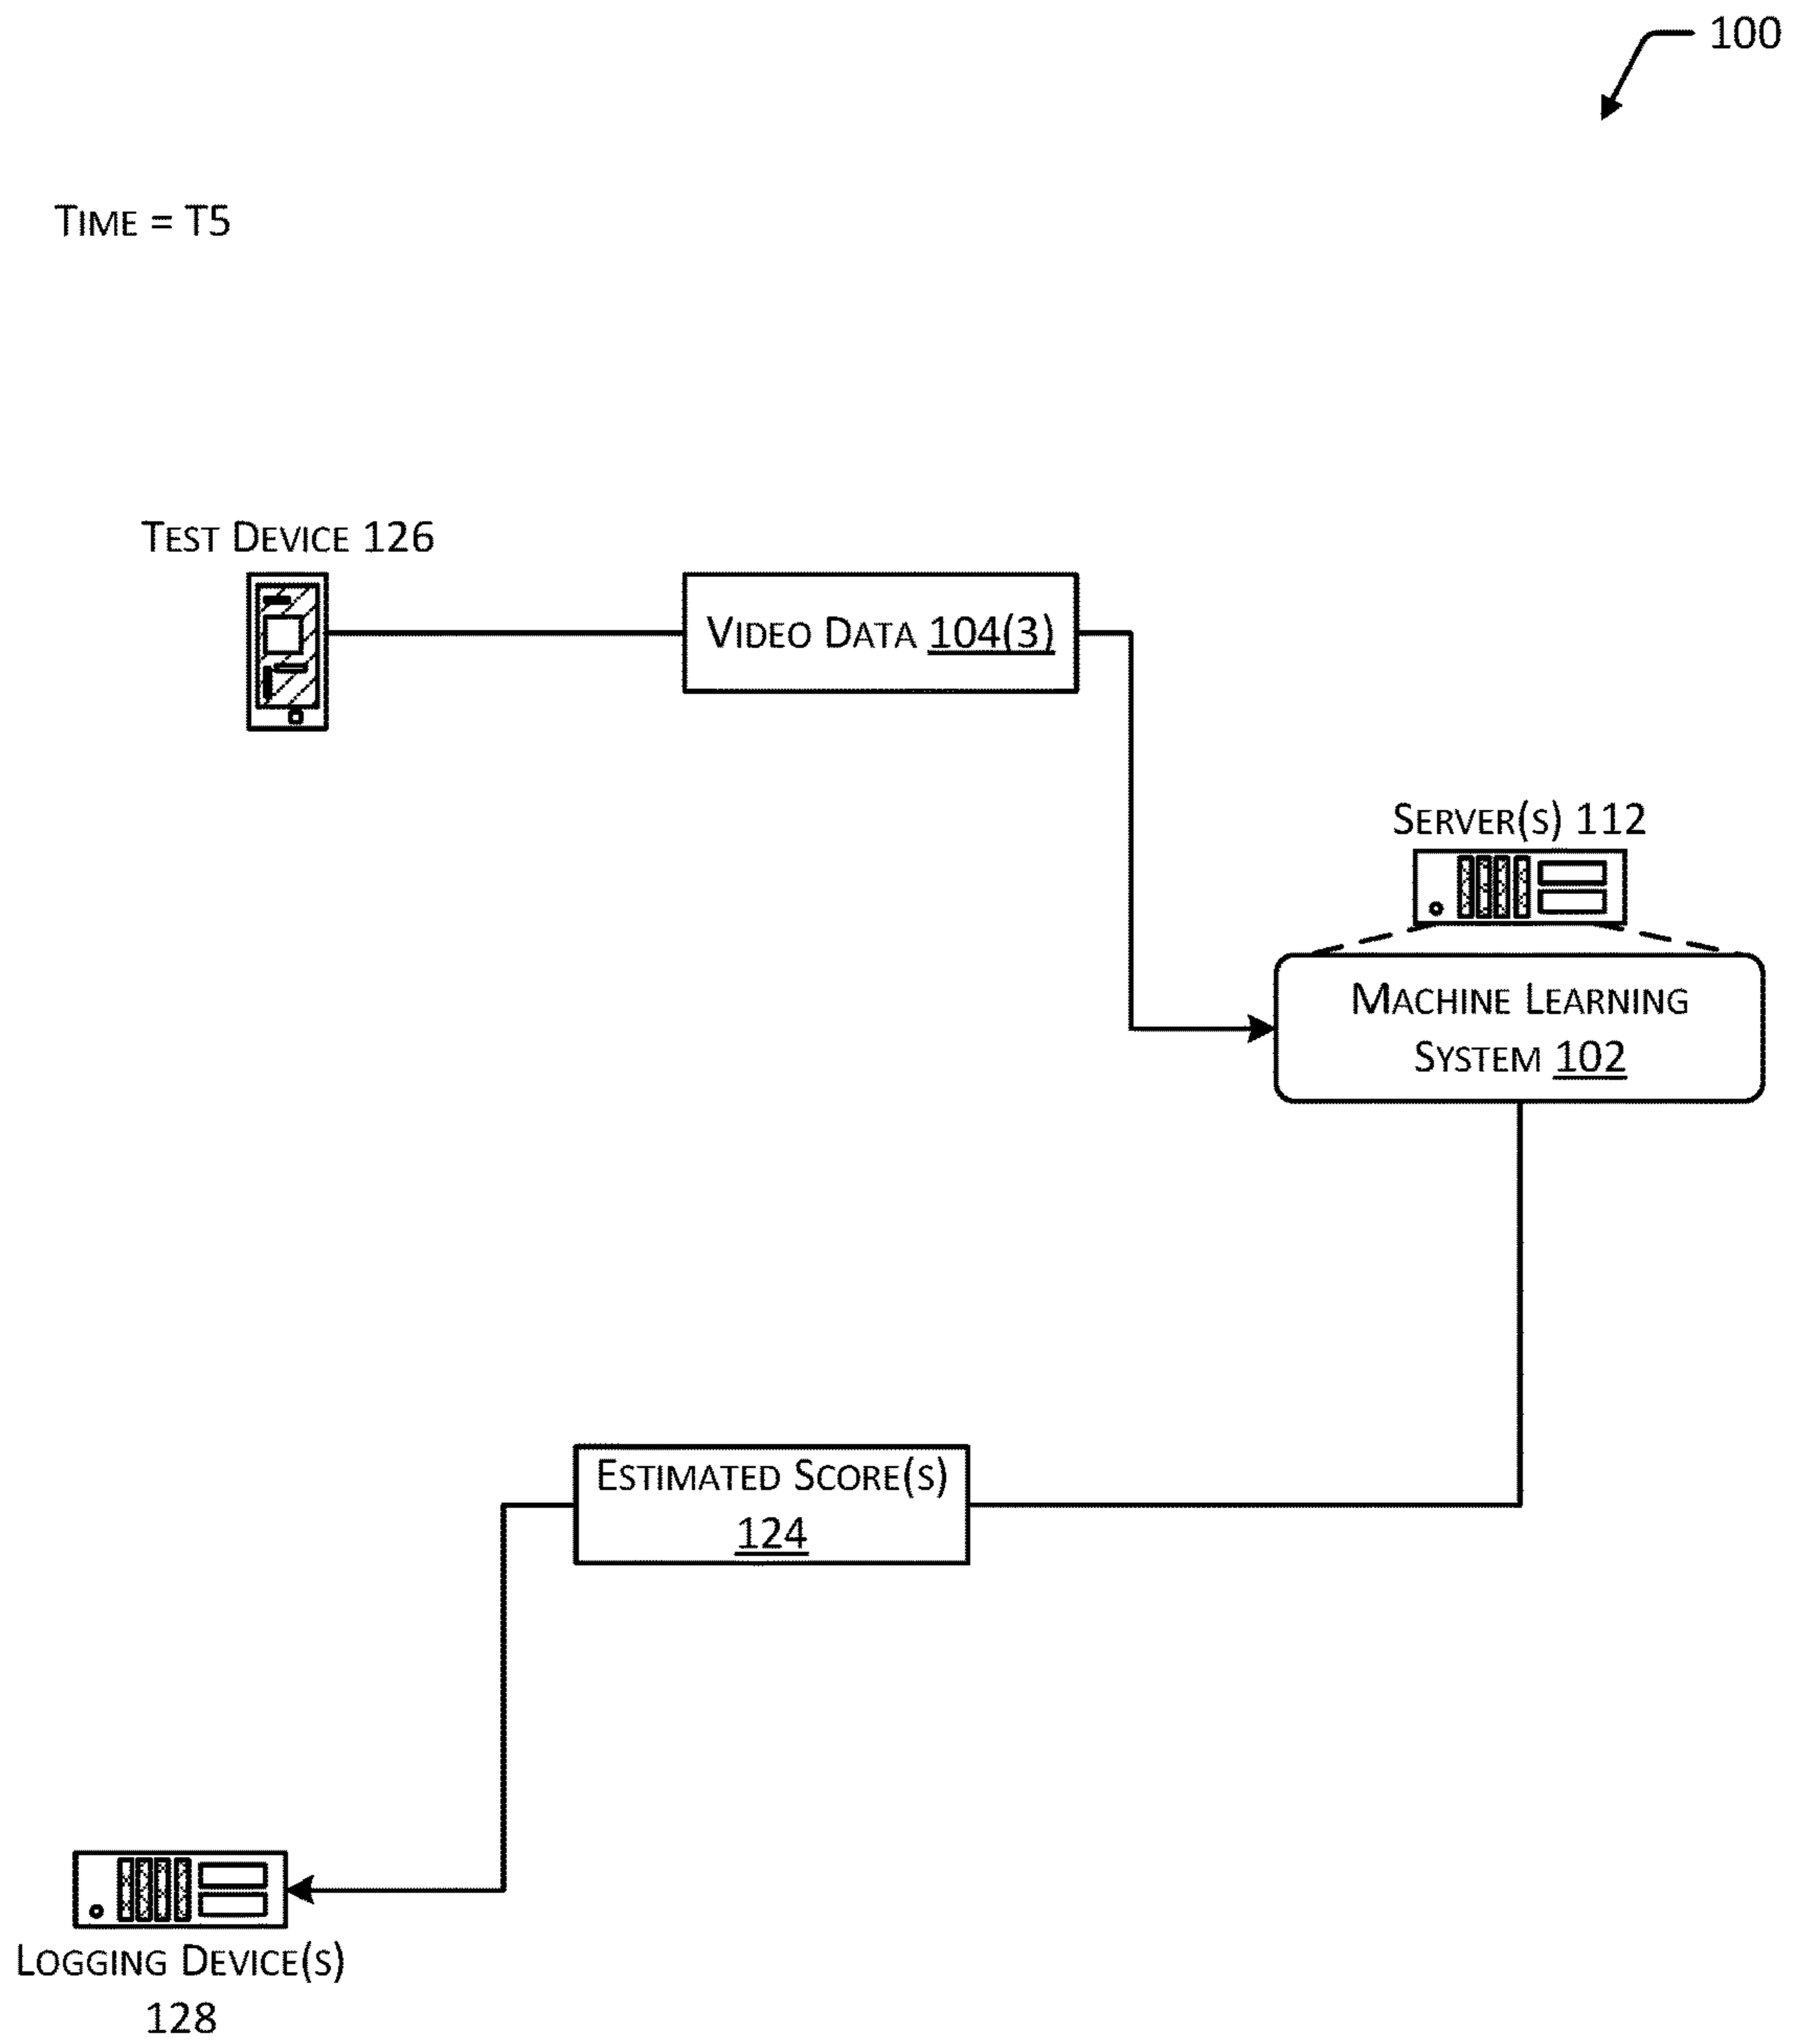 100
TIME = T5
TEST DEVICE 126
VIDEO DATA 104(3)
SERVER(S) 112
MACHINE LEARNING
SYSTEM 102
ESTIMATED SCORE(S)
124
LOGGING DEVICE(S)
128